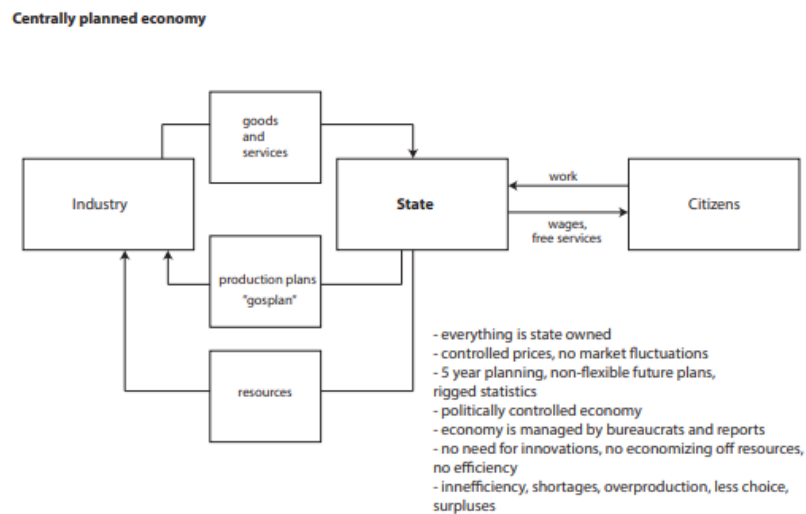 Centrally planned economy
goods
and
services
Industry
State
work
Citizens
wages,
free services
production plans
"gosplan"
resources
- everything is state owned
- controlled prices, no market fluctuations
- 5 year planning, non-flexible future plans,
rigged statistics
- politically controlled economy
- economy is managed by bureaucrats and reports
- no need for innovations, no economizing off resources,
no efficiency
- innefficiency, shortages, overproduction, less choice,
surpluses